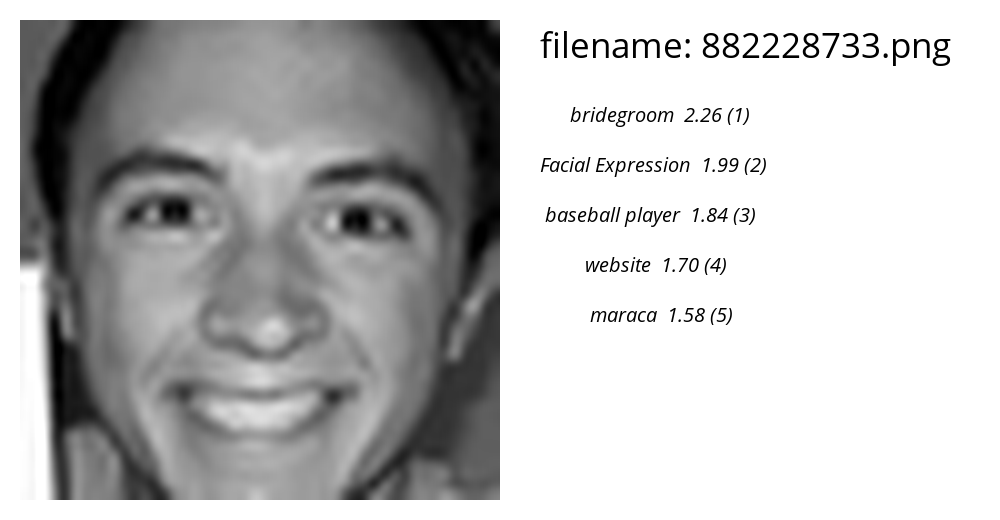 filename: 882228733.png
bridegroom 2.26 (1)
Facial Expression 1.99 (2)
baseball player 1.84 (3)
website 1.70 (4)
maraca 1.58 (5)